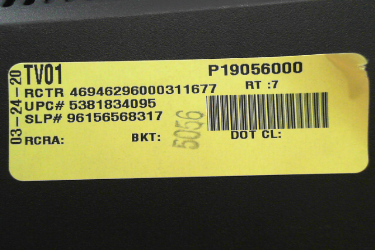 03-24-20
TV01 P19056000
RCTR 46946296000311677 RT :7
UPC# 5381834095
SLP# 96156568317
RCRA: BKT: DOT CL:
5056